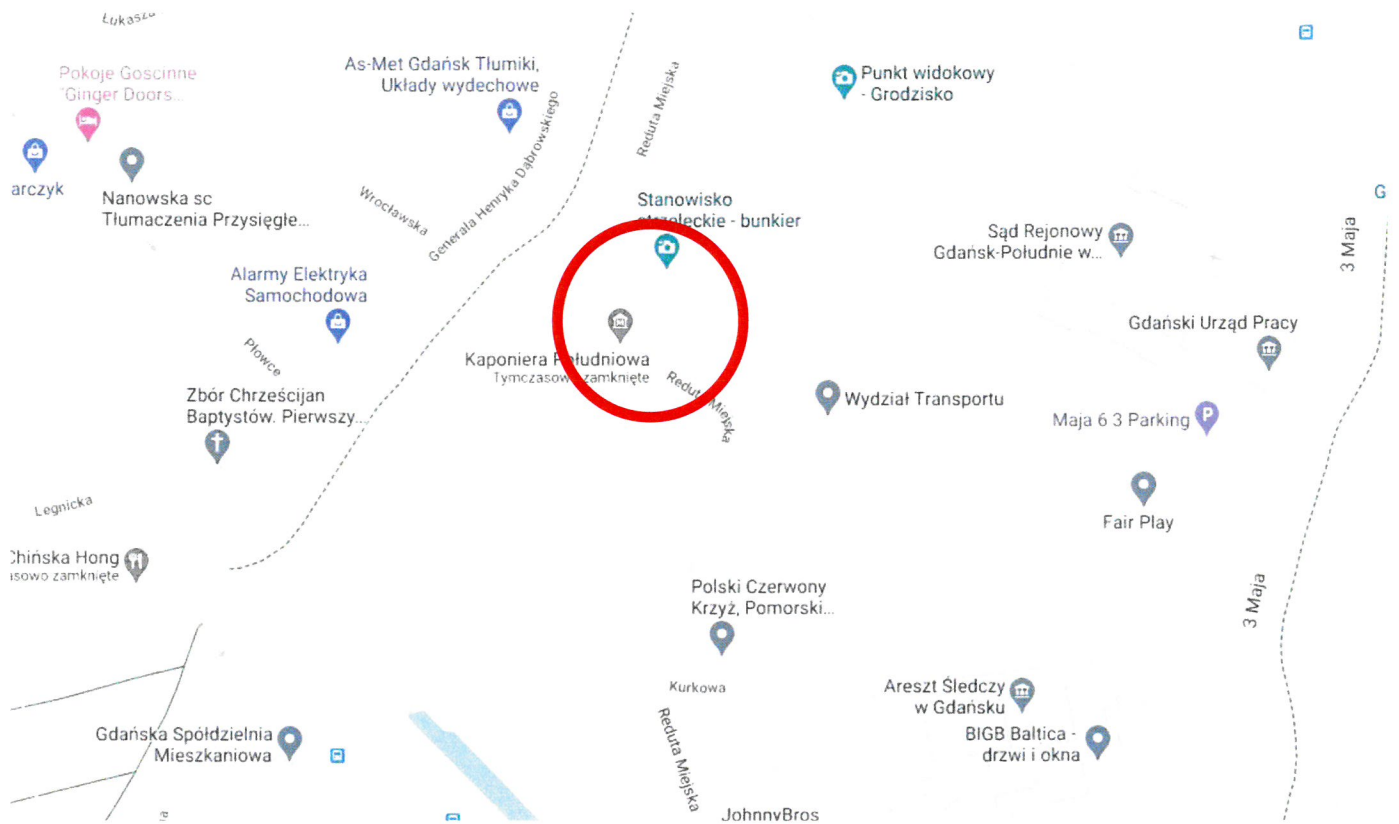 Pokoje Goscinne
"Ginger Doors...
As-Met Gdańsk Tłumiki,
Układy wydechowe
Reduta Miejska
Punkt widokowy
- Grodzisko
arczyk
Nanowska sc
Tłumaczenia Przysięgłe...
Wrocławska
Generała Henryka Dąbrowskiego
Stanowisko
strzeleckie - bunkier
Sąd Rejonowy
Gdańsk-Południe w...
3 Maja
G
Alarmy Elektryka
Samochodowa
Gdański Urząd Pracy
Płowce
Kaponiera Południowa
Tymczasowo zamknięte
Reduta Miejska
Zbór Chrześcijan
Baptystów. Pierwszy...
Wydział Transportu
Maja 6 3 Parking
P
Legnicka
Fair Play
Chińska Hong
asowo zamknięte
Polski Czerwony
Krzyż, Pomorski...
3 Maja
Kurkowa
Areszt Śledczy
w Gdańsku
Gdańska Spółdzielnia
Mieszkaniowa
Reduta Miejska
BIGB Baltica -
drzwi i okna
JohnnyBros